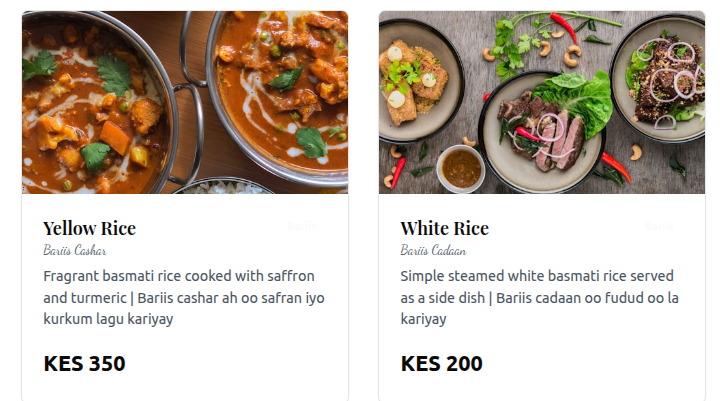 Yellow Rice
Bariis Cashar
Fragrant basmati rice cooked with saffron
and turmeric | Bariis cashar ah oo safran iyo
kurkum lagu kariyay
KES 350
White Rice
Bariis Cadaan
Simple steamed white basmati rice served
as a side dish | Bariis cadaan oo fudud oo la
kariyay
KES 200